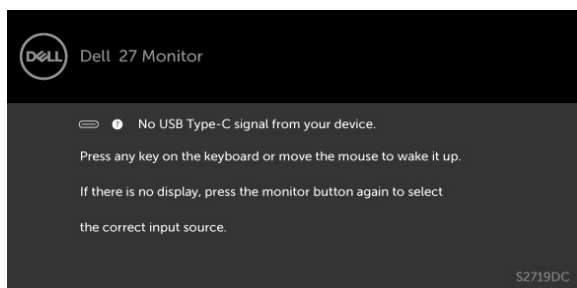 DELL Dell 27 Monitor
? No USB Type-C signal from your device.
Press any key on the keyboard or move the mouse to wake it up.
If there is no display, press the monitor button again to select
the correct input source.
S2719DC